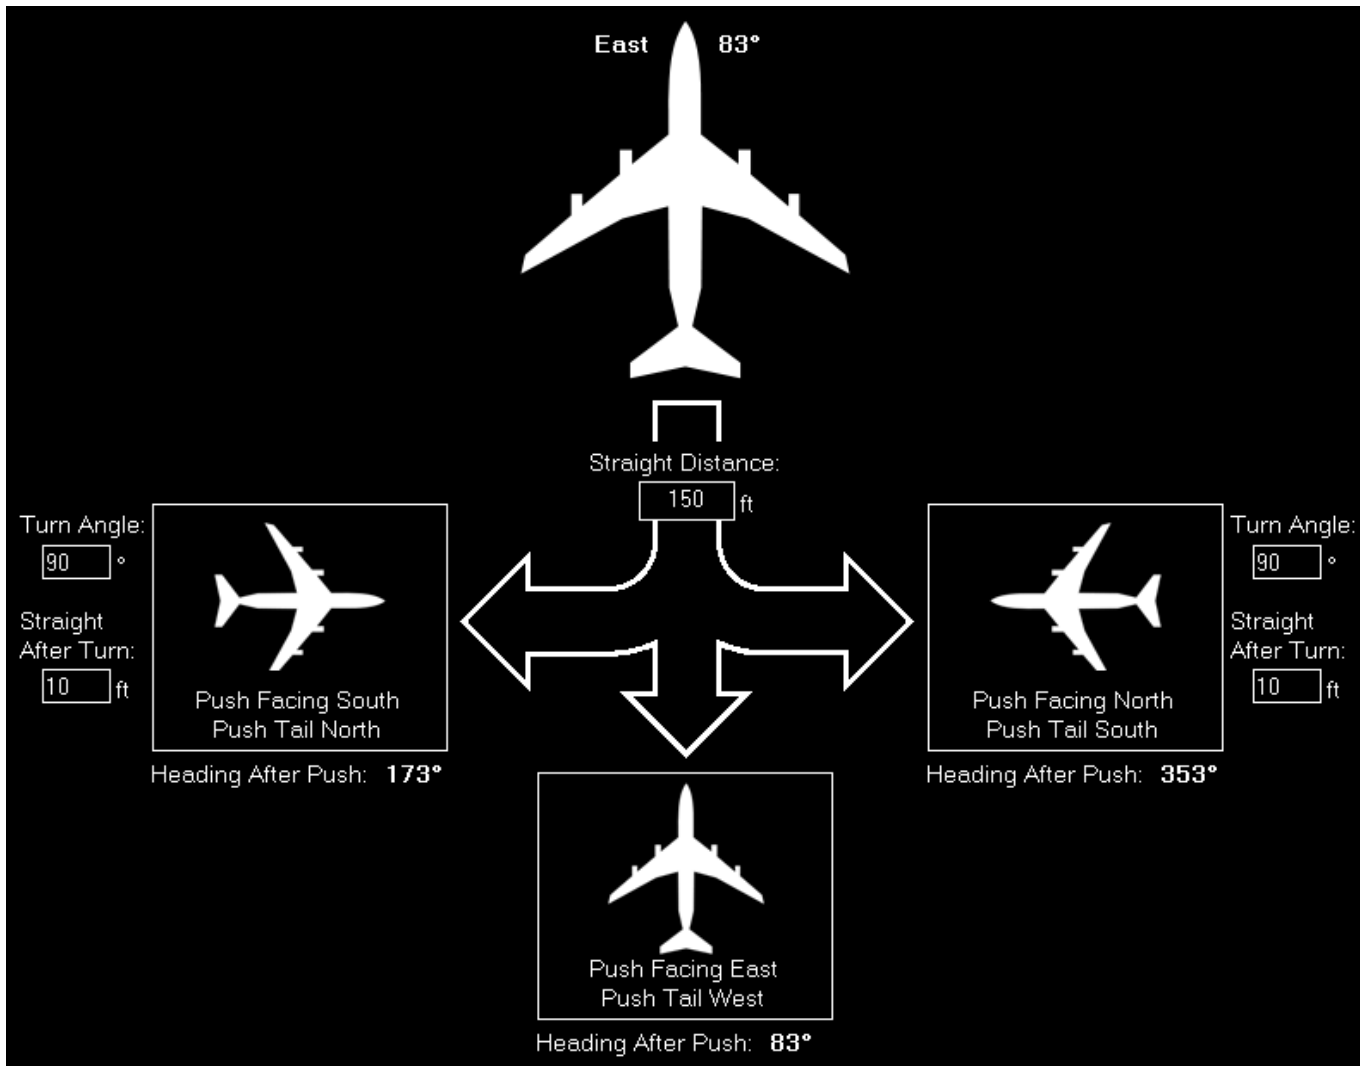 East 83°
Straight Distance:
150 ft
Turn Angle:
90 °
Straight
After Turn:
10 ft
Push Facing South
Push Tail North
Heading After Push: 173°
Push Facing North
Push Tail South
Heading After Push: 353°
Turn Angle:
90 °
Straight
After Turn:
10 ft
Push Facing East
Push Tail West
Heading After Push: 83°